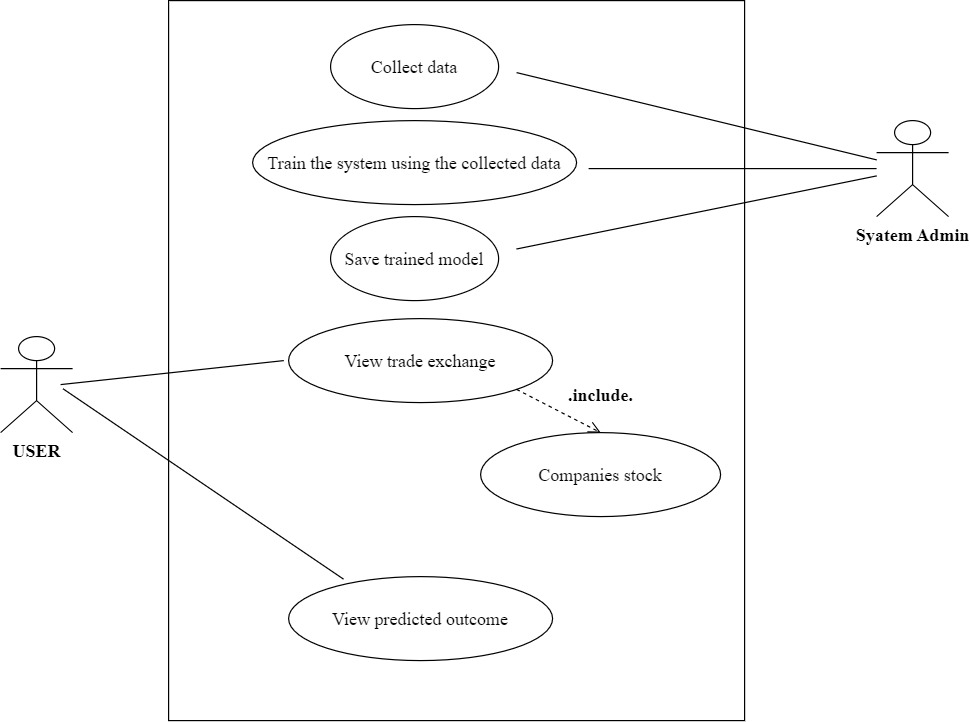 Collect data
Train the system using the collected data
Syatem Admin
Save trained model
View trade exchange
.include.
USER
Companies stock
View predicted outcome